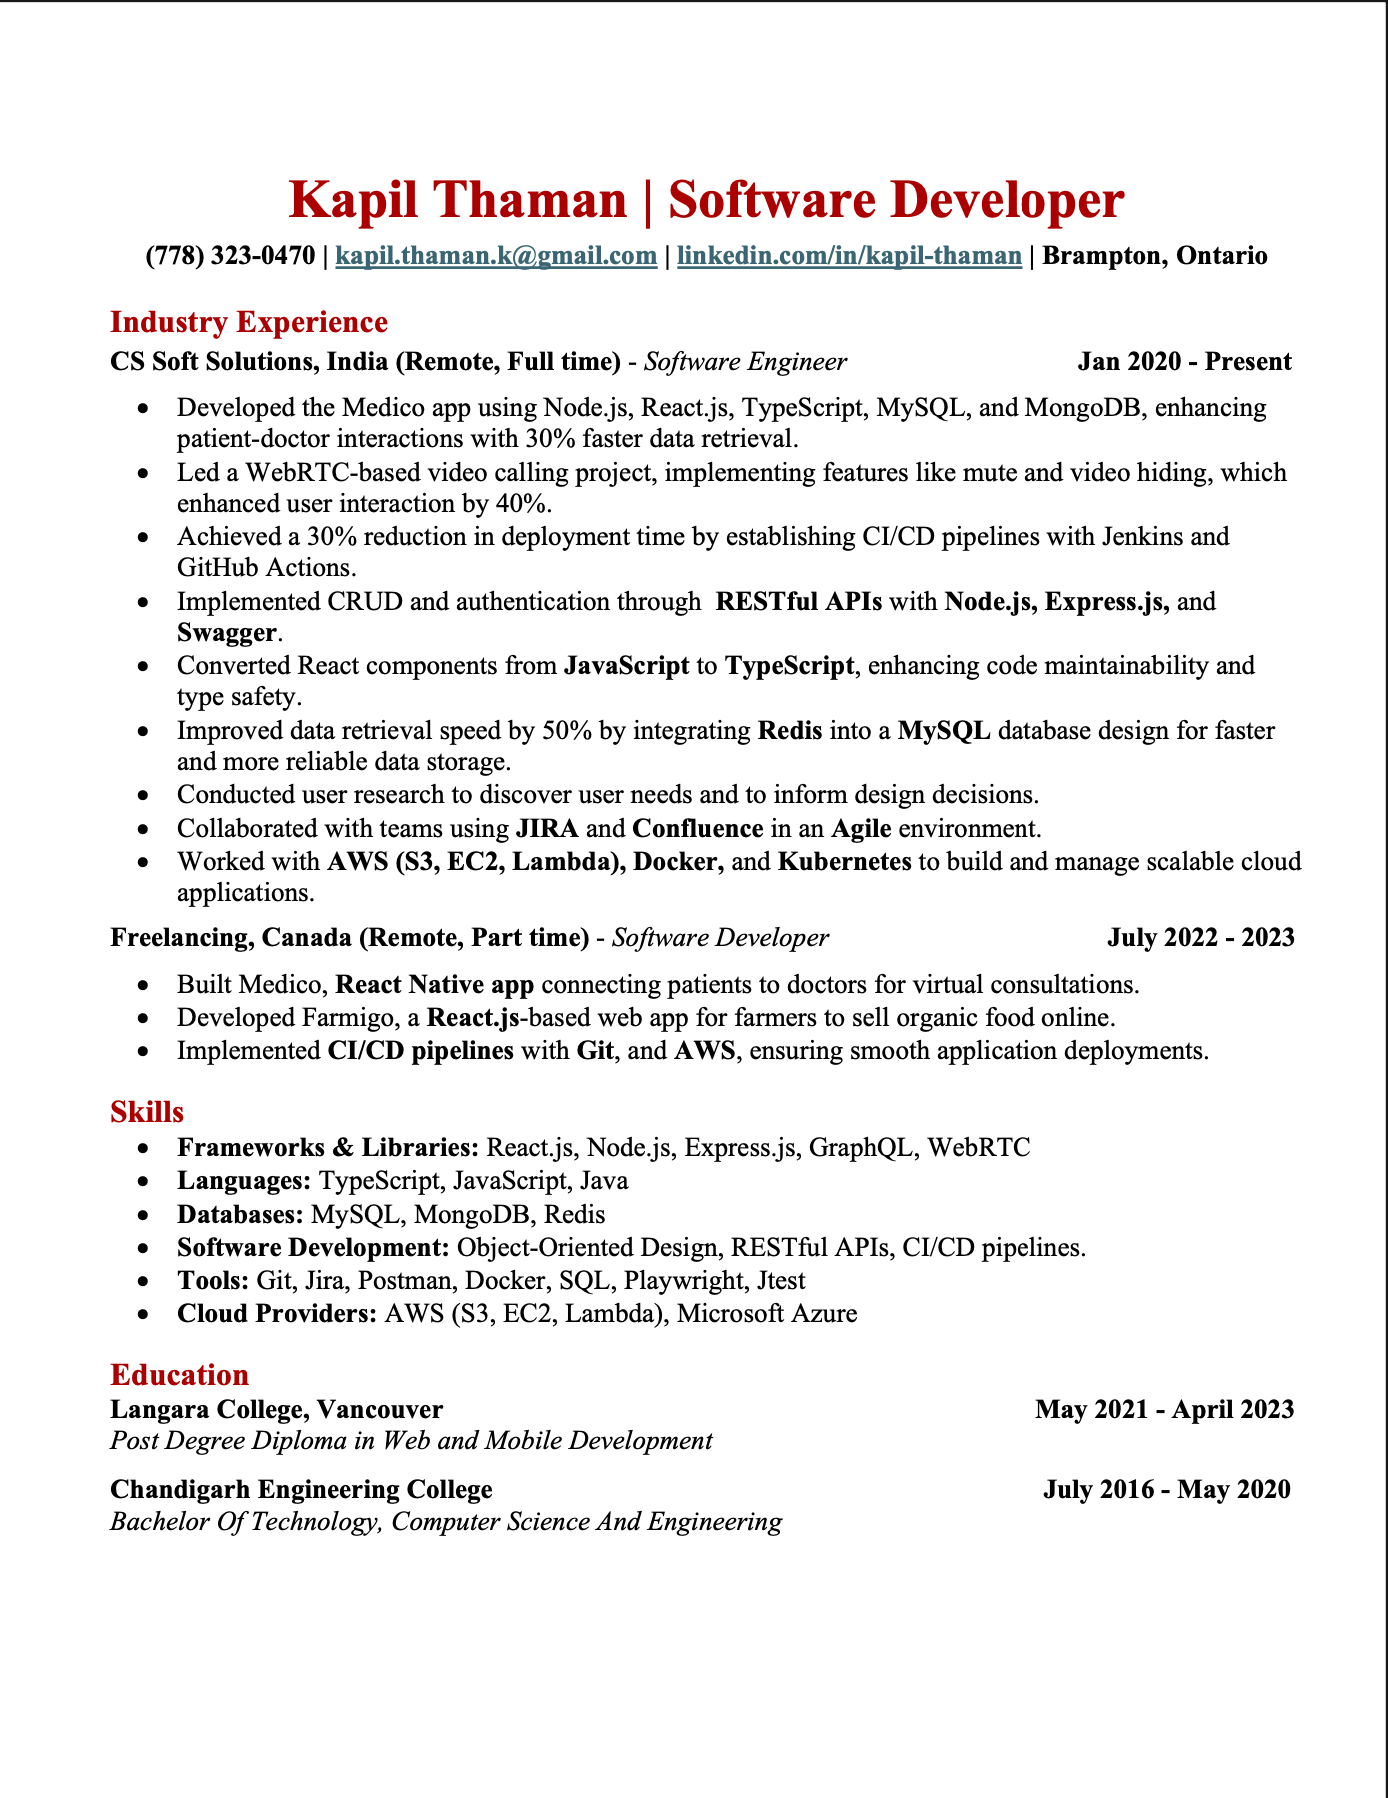 Kapil Thaman | Software Developer
(778) 323-0470 | kapil.thaman.k@gmail.com | linkedin.com/in/kapil-thaman | Brampton, Ontario
Industry Experience
CS Soft Solutions, India (Remote, Full time) - Software Engineer Jan 2020 - Present
• Developed the Medico app using Node.js, React.js, TypeScript, MySQL, and MongoDB, enhancing
patient-doctor interactions with 30% faster data retrieval.
• Led a WebRTC-based video calling project, implementing features like mute and video hiding, which
enhanced user interaction by 40%.
• Achieved a 30% reduction in deployment time by establishing CI/CD pipelines with Jenkins and
GitHub Actions.
• Implemented CRUD and authentication through  RESTful APIs with Node.js, Express.js, and
Swagger.
• Converted React components from JavaScript to TypeScript, enhancing code maintainability and
type safety.
• Improved data retrieval speed by 50% by integrating Redis into a MySQL database design for faster
and more reliable data storage.
• Conducted user research to discover user needs and to inform design decisions.
• Collaborated with teams using JIRA and Confluence in an Agile environment.
• Worked with AWS (S3, EC2, Lambda), Docker, and Kubernetes to build and manage scalable cloud
applications.
Freelancing, Canada (Remote, Part time) - Software Developer July 2022 - 2023
• Built Medico, React Native app connecting patients to doctors for virtual consultations.
• Developed Farmigo, a React.js-based web app for farmers to sell organic food online.
• Implemented CI/CD pipelines with Git, and AWS, ensuring smooth application deployments.
Skills
• Frameworks & Libraries: React.js, Node.js, Express.js, GraphQL, WebRTC
• Languages: TypeScript, JavaScript, Java
• Databases: MySQL, MongoDB, Redis
• Software Development: Object-Oriented Design, RESTful APIs, CI/CD pipelines.
• Tools: Git, Jira, Postman, Docker, SQL, Playwright, Jtest
• Cloud Providers: AWS (S3, EC2, Lambda), Microsoft Azure
Education
Langara College, Vancouver May 2021 - April 2023
Post Degree Diploma in Web and Mobile Development
Chandigarh Engineering College July 2016 - May 2020
Bachelor Of Technology, Computer Science And Engineering